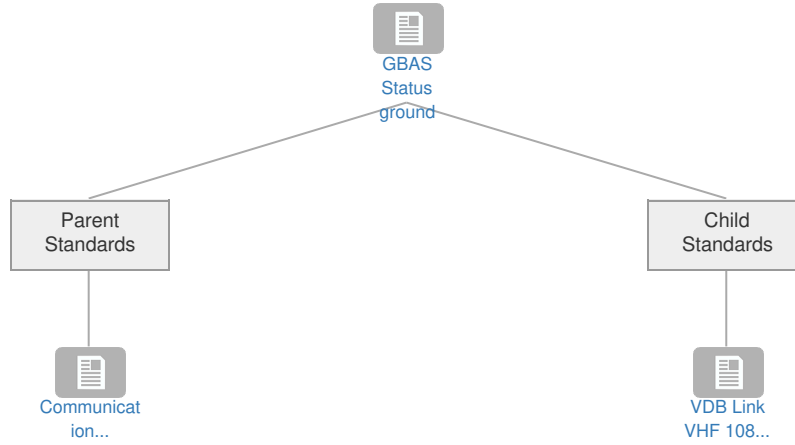 GBAS
Status
ground
Parent
Standards
Child
Standards
Communicat
ion...
VDB Link
VHF 108...